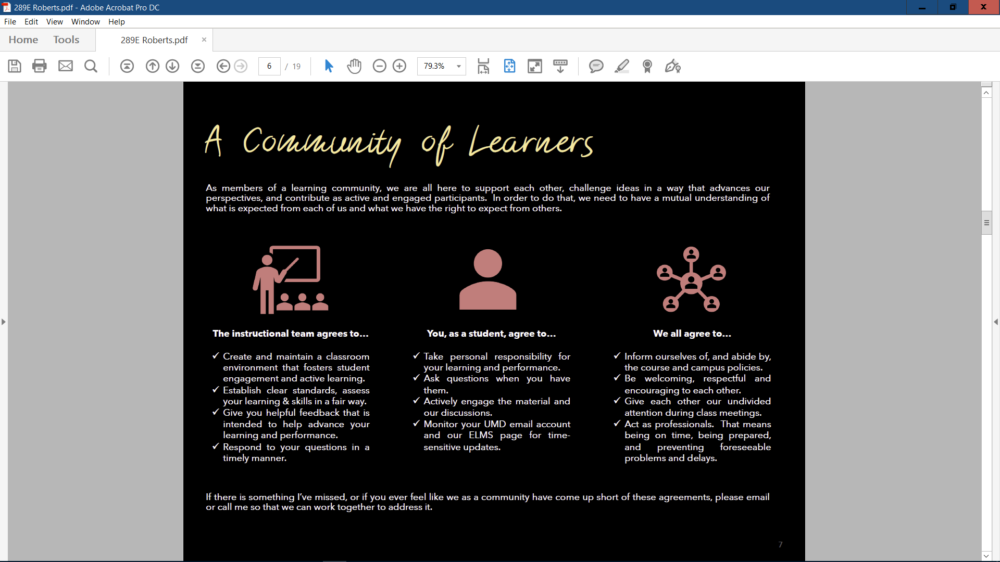 289E Roberts.pdf - Adobe Acrobat Pro DC
File Edit View Window Help
Home Tools 289E Roberts.pdf ×
6 / 19 79.3%
A Community of Learners
As members of a learning community, we are all here to support each other, challenge ideas in a way that advances our
perspectives, and contribute as active and engaged participants. In order to do that, we need to have a mutual understanding of
what is expected from each of us and what we have the right to expect from others.
The instructional team agrees to...
✓ Create and maintain a classroom
environment that fosters student
engagement and active learning.
✓ Establish clear standards, assess
your learning & skills in a fair way.
✓ Give you helpful feedback that is
intended to help advance your
learning and performance.
✓ Respond to your questions in a
timely manner.
You, as a student, agree to...
✓ Take personal responsibility for
your learning and performance.
✓ Ask questions when you have
them.
✓ Actively engage the material and
our discussions.
✓ Monitor your UMD email account
and our ELMS page for time-
sensitive updates.
We all agree to...
✓ Inform ourselves of, and abide by,
the course and campus policies.
✓ Be welcoming, respectful and
encouraging to each other.
✓ Give each other our undivided
attention during class meetings.
✓ Act as professionals. That means
being on time, being prepared,
and preventing foreseeable
problems and delays.
If there is something I've missed, or if you ever feel like we as a community have come up short of these agreements, please email
or call me so that we can work together to address it.
7